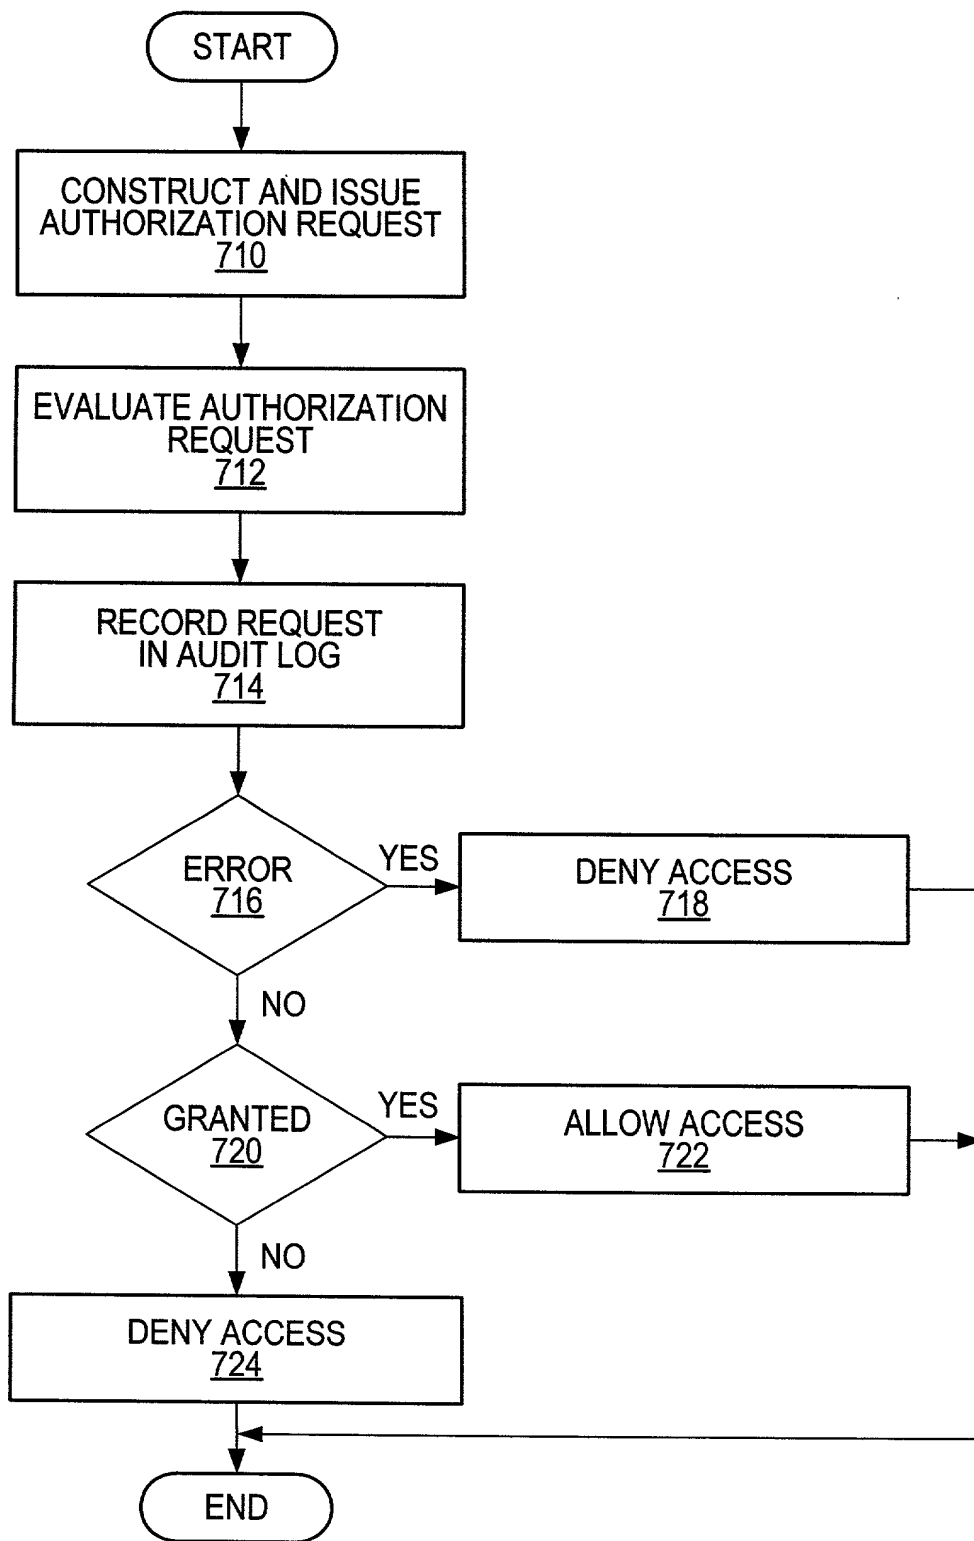 START
CONSTRUCT AND ISSUE
AUTHORIZATION REQUEST
710
EVALUATE AUTHORIZATION
REQUEST
712
RECORD REQUEST
IN AUDIT LOG
714
ERROR
716
YES
DENY ACCESS
718
NO
GRANTED
720
YES
ALLOW ACCESS
722
NO
DENY ACCESS
724
END